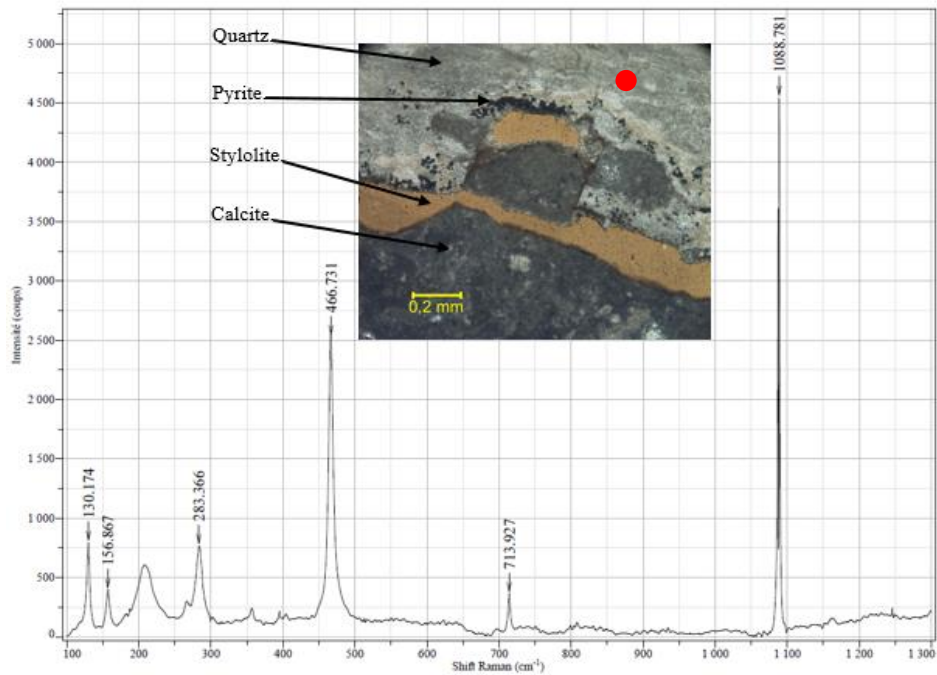 Quartz
Pyrite
Stylolite
Calcite
0,2 mm
130.174
156.867
283.366
466.731
713.927
1088.781
Intensité (coups)
5 000
4 500
4 000
3 500
3 000
2 500
2 000
1 500
1 000
500
0
100 200 300 400 500 600 700 800 900 1 000 1 100 1 200 1 300
Shift Raman (cm⁻¹)